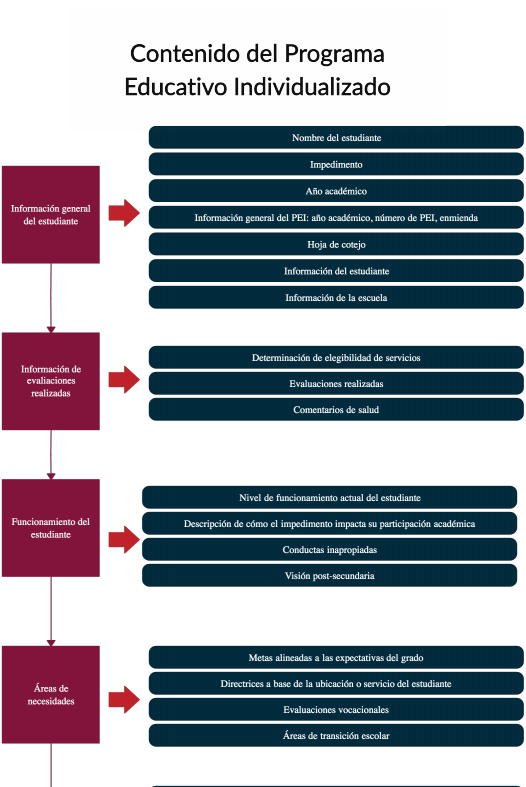 Contenido del Programa
Educativo Individualizado
Información general
del estudiante
Nombre del estudiante
Impedimento
Año académico
Información general del PEI: año académico, número de PEI, enmienda
Hoja de cotejo
Información del estudiante
Información de la escuela
Información de
evaliaciones
realizadas
Determinación de elegibilidad de servicios
Evaluaciones realizadas
Comentarios de salud
Funcionamiento del
estudiante
Nivel de funcionamiento actual del estudiante
Descripción de cómo el impedimento impacta su participación académica
Conductas inapropiadas
Visión post-secundaria
Áreas de
necesidades
Metas alineadas a las expectativas del grado
Directrices a base de la ubicación o servicio del estudiante
Evaluaciones vocacionales
Áreas de transición escolar